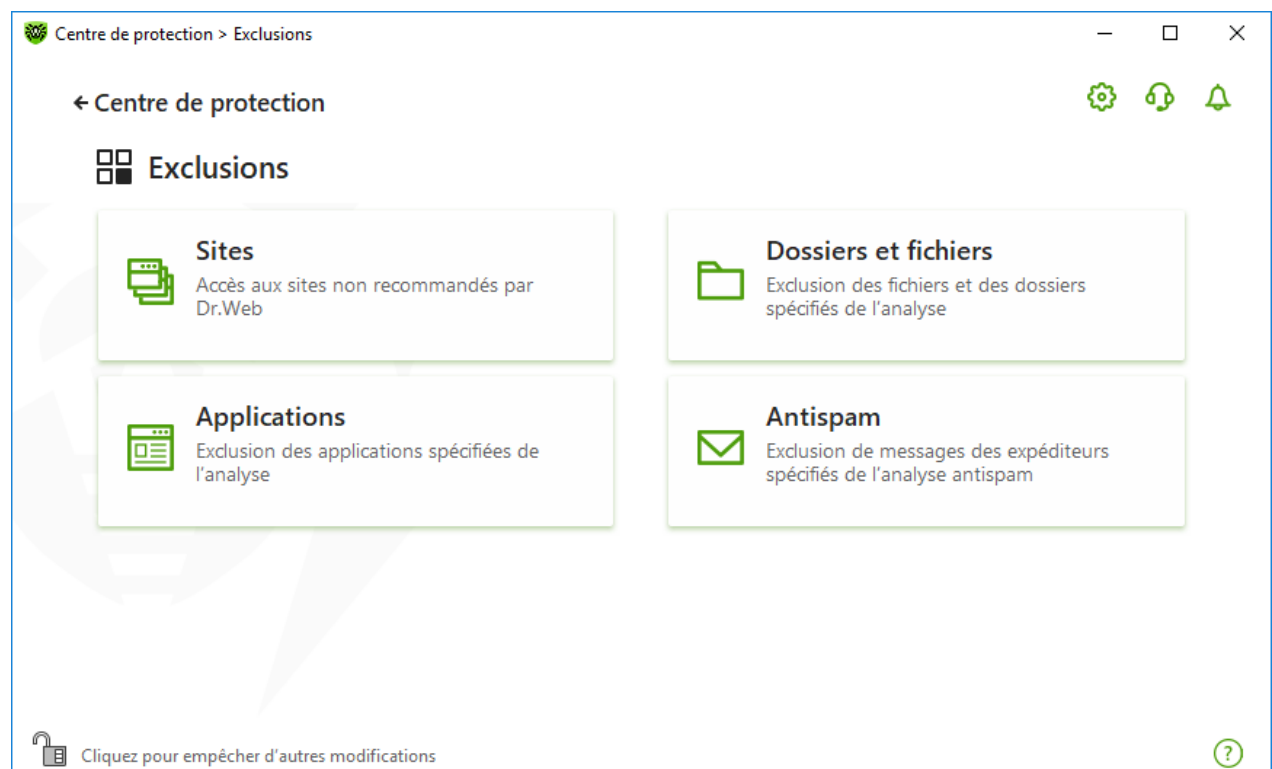 Centre de protection > Exclusions
Centre de protection
Exclusions
Sites
Accès aux sites non recommandés par
Dr.Web
Dossiers et fichiers
Exclusion des fichiers et des dossiers
spécifiés de l'analyse
Applications
Exclusion des applications spécifiées de
l'analyse
Antispam
Exclusion de messages des expéditeurs
spécifiés de l'analyse antispam
Cliquez pour empêcher d'autres modifications
?